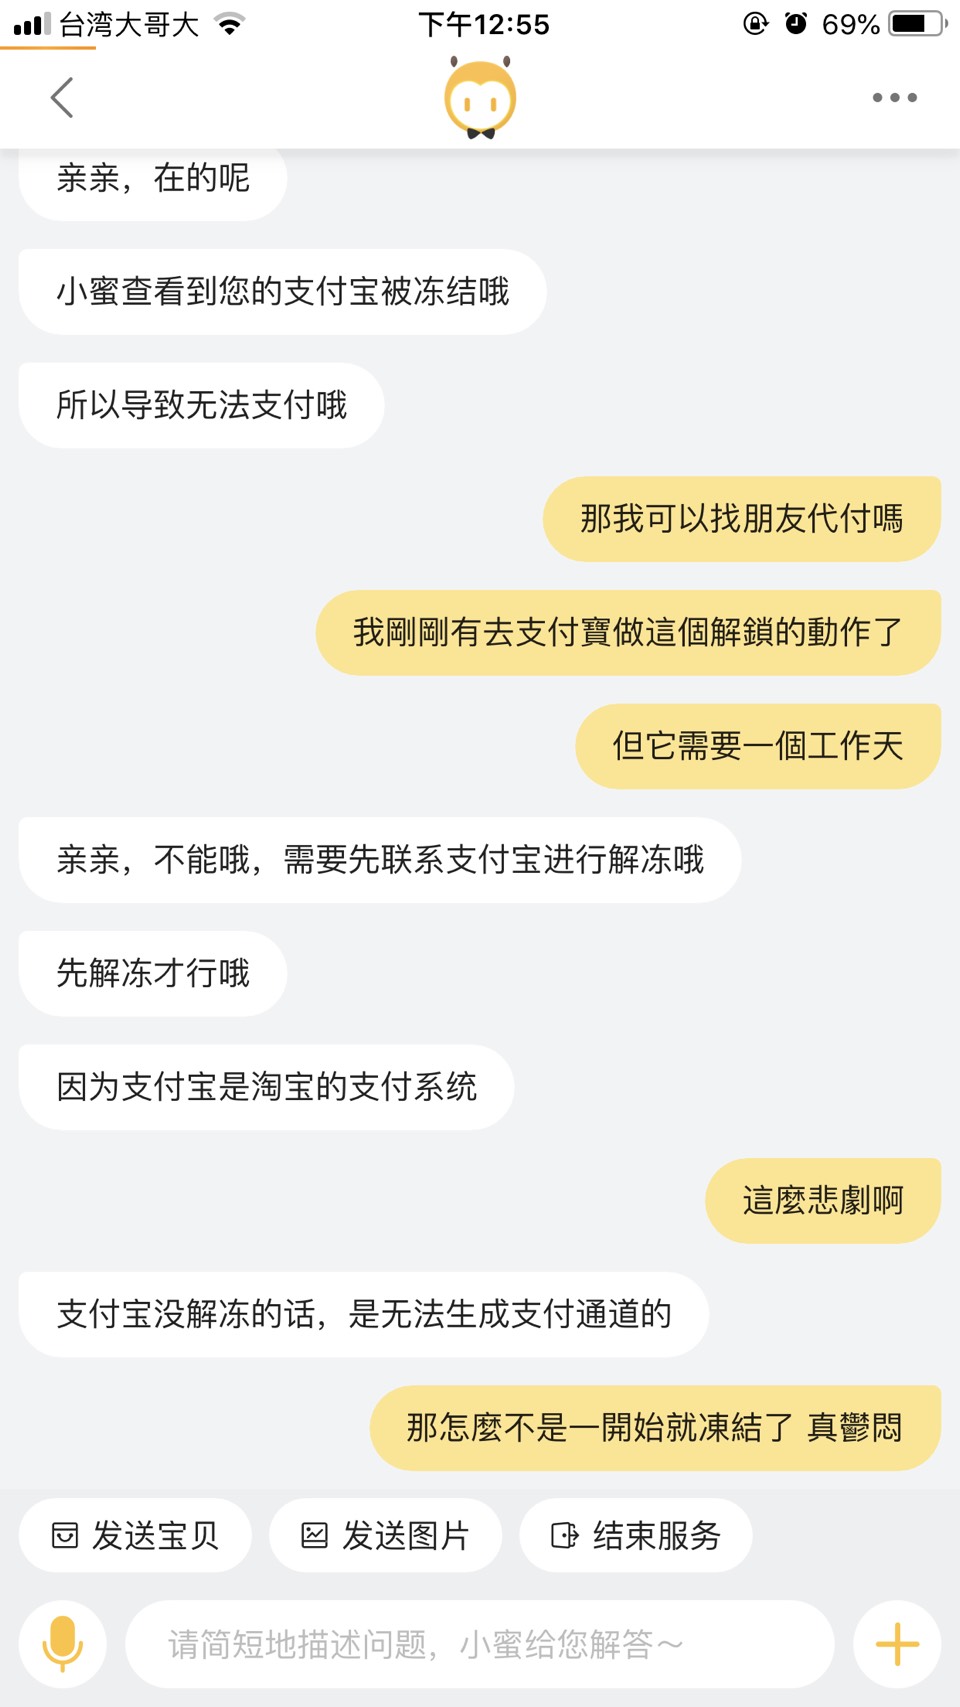 台湾大哥大
下午12:55
69%
亲亲，在的呢
小蜜查看到您的支付宝被冻结哦
所以导致无法支付哦
那我可以找朋友代付嗎
我剛剛有去支付寶做這個解鎖的動作了
但它需要一個工作天
亲亲，不能哦，需要先联系支付宝进行解冻哦
先解冻才行哦
因为支付宝是淘宝的支付系统
這麼悲劇啊
支付宝没解冻的话，是无法生成支付通道的
那怎麼不是一開始就凍結了 真鬱悶
发送宝贝
发送图片
结束服务
请简短地描述问题，小蜜给您解答～